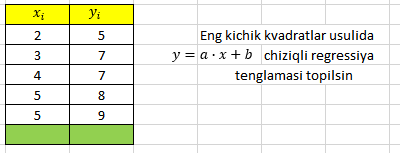 xᵢ yᵢ
2 5
3 7
4 7
5 8
5 9
Eng kichik kvadratlar usulida
y = a · x + b chiziqli regressiya
tenglamasi topilsin